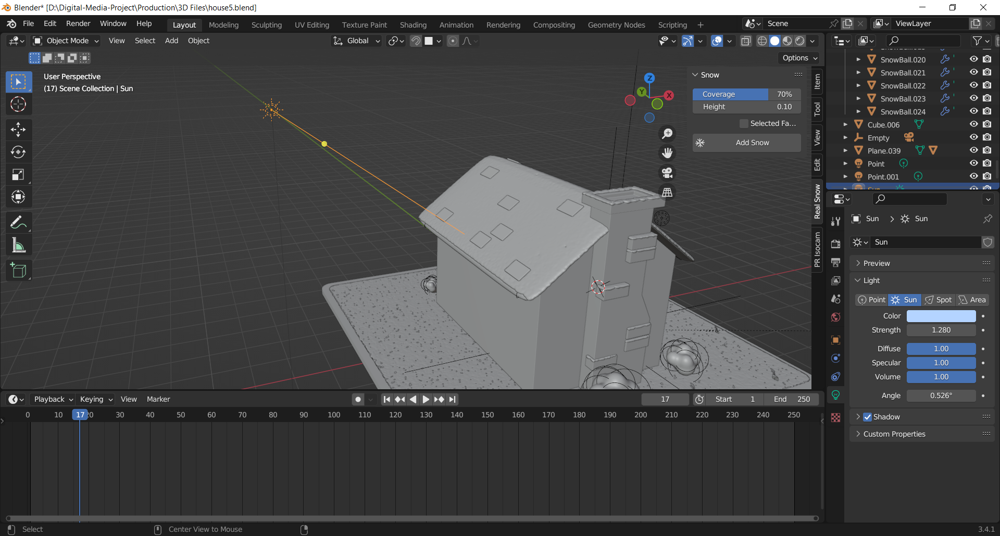 Blender* [D:\Digital-Media-Project\Production\3D Files\house5.blend]
File Edit Render Window Help Layout Modeling Sculpting UV Editing Texture Paint Shading Animation Rendering Compositing Geometry Nodes Scripting + Scene ViewLayer
Object Mode View Select Add Object Global
Options
User Perspective
(17) Scene Collection | Sun
Z
Y
X
Snow
Coverage 70%
Height 0.10
Selected Fa...
Add Snow
Item
Tool
View
Edit
Real Snow
PR Isocam
SnowBall.020
SnowBall.021
SnowBall.022
SnowBall.023
SnowBall.024
Cube.006
Empty
Plane.039
Point
Point.001
Sun
Sun > Sun
Sun
Preview
Light
Point Sun Spot Area
Color
Strength 1.280
Diffuse 1.00
Specular 1.00
Volume 1.00
Angle 0.526°
Shadow
Custom Properties
Playback Keying View Marker 17 Start 1 End 250
0 10 17 20 30 40 50 60 70 80 90 100 110 120 130 140 150 160 170 180 190 200 210 220 230 240 250
Select Center View to Mouse 3.4.1